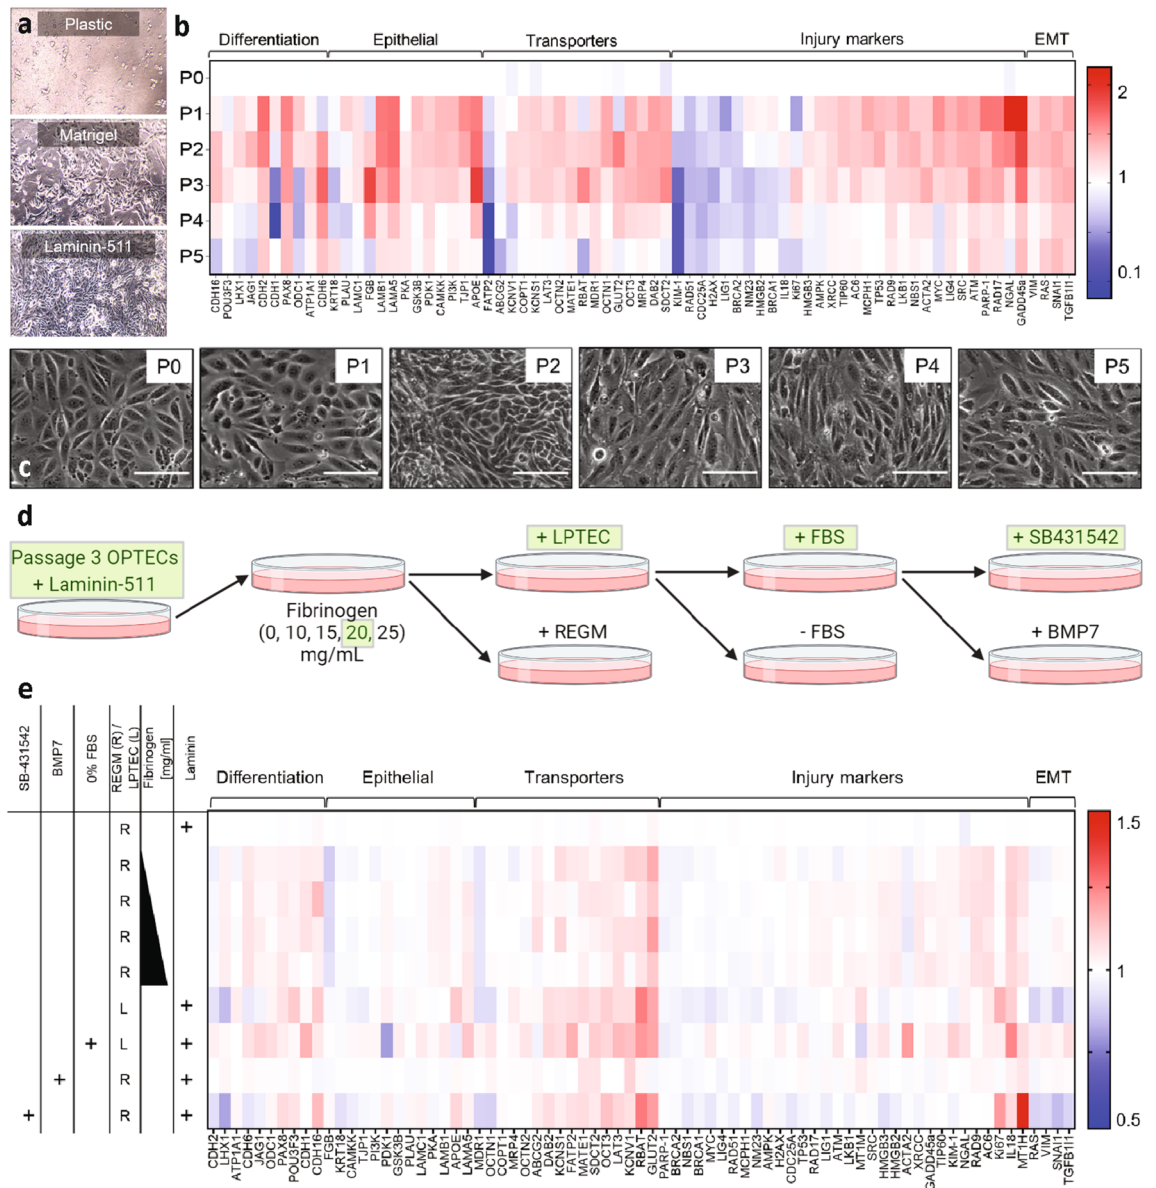 a
Plastic
Matrigel
Laminin-511
b
Differentiation
Epithelial
Transporters
Injury markers
EMT
P0
P1
P2
P3
P4
P5
2
1
0.1
CDH16
POU3F3
LHX1
JAG1
CDH2
CDH1
PAX8
ODC1
ATP1A1
CDH6
KRT18
PLAU
LAMC1
FGB
LAMB1
LAMA5
PKA
GSK3B
PDK1
CAMKK
PI3K
TJP1
APOE
FATP2
ABCG2
KCNV1
COPT1
KCNS1
LAT3
OCTN2
MATE1
RBAT
MDR1
OCTN1
GLUT2
OCT3
MRP4
DAB2
SDCT2
KIM-1
RAD51
CDC25A
H2AX
LIG1
BRCA2
NM23
HMGB2
BRCA1
IL18
Ki67
HMGB3
AMPK
XRCC
TIP60
AC6
MCPH1
TP53
RAD9
LKB1
NBS1
ACTA2
MYC
LIG4
SRC
ATM
PARP-1
RAD17
NGAL
GADD45a
VIM
RAS
SNAI1
TGFB1I1
c
P0
P1
P2
P3
P4
P5
d
Passage 3 OPTECs
+ Laminin-511
Fibrinogen
(0, 10, 15, 20, 25)
mg/mL
+ LPTEC
+ REGM
+ FBS
- FBS
+ SB431542
+ BMP7
e
SB-431542
BMP7
0% FBS
REGM (R) /
LPTEC (L)
Fibrinogen
[mg/ml]
Laminin
Differentiation
Epithelial
Transporters
Injury markers
EMT
R +
R
R
R
R
L +
+ L +
+ R +
+ R +
1.5
1
0.5
CDH2
LHX1
ATP1A1
CDH6
JAG1
ODC1
PAX8
POU3F3
CDH1
CDH16
FGB
KRT18
CAMKK
TJP1
PI3K
PDK1
GSK3B
PLAU
LAMC1
PKA
LAMB1
APOE
LAMA5
MDR1
OCTN1
COPT1
MRP4
OCTN2
ABCG2
DAB2
KCNS1
FATP2
MATE1
SDCT2
OCT3
LAT3
KCNV1
RBAT
GLUT2
PARP-1
BRCA2
NBS1
BRCA1
MYC
LIG4
RAD51
MCPH1
NM23
AMPK
H2AX
CDC25A
TP53
RAD17
LIG1
ATM
LKB1
MT1M
SRC
HMGB3
HMGB2
ACTA2
XRCC
GADD45a
TIP60
KIM-1
NGAL
RAD9
AC6
Ki67
IL18
MT1H
RAS
VIM
SNAI1
TGFB1I1